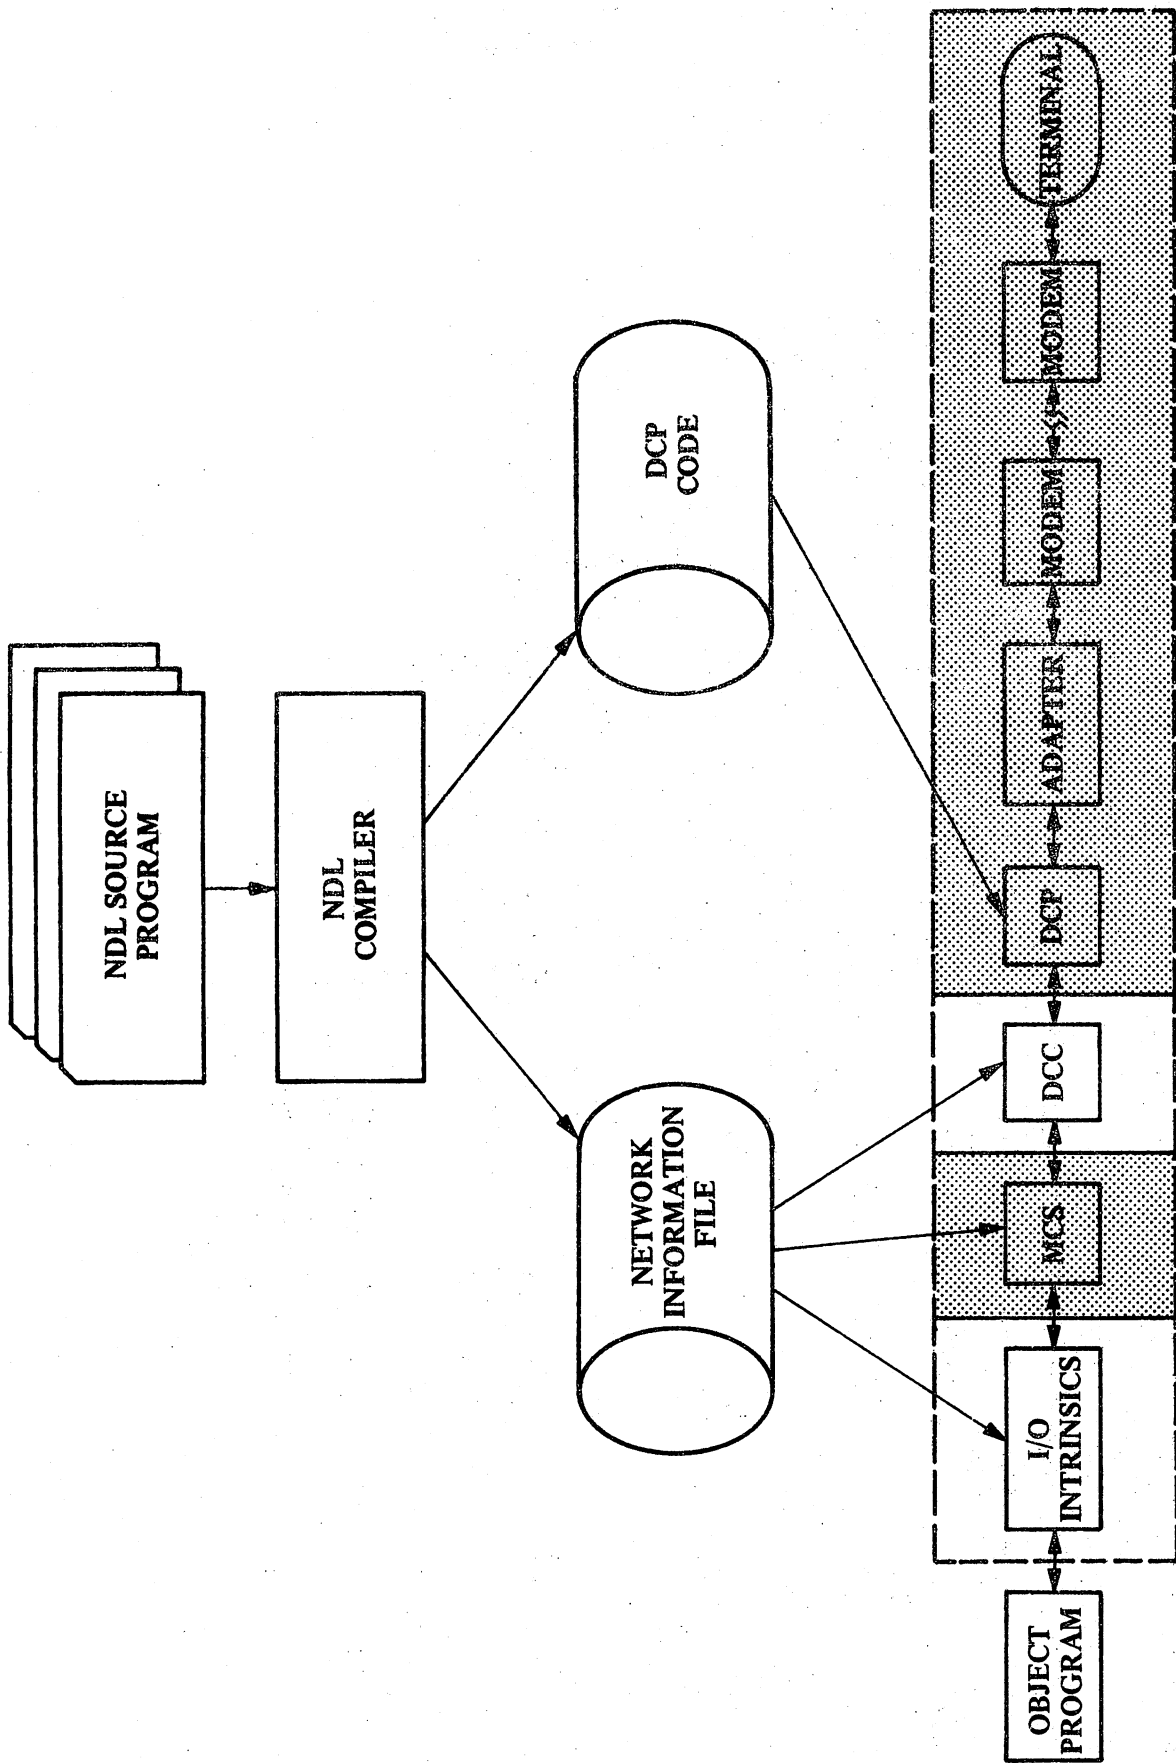 NDL SOURCE
PROGRAM
NDL
COMPILER
NETWORK
INFORMATION
FILE
DCP
CODE
OBJECT
PROGRAM
I/O
INTRINSICS
MCS
DCC
DCP
ADAPTER
MODEM
MODEM
TERMINAL